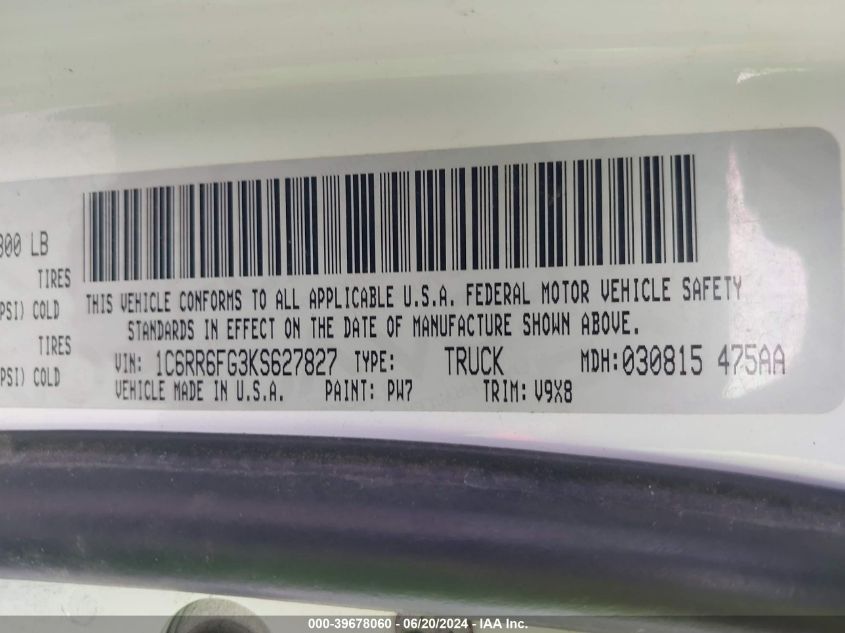 300 LB
TIRES
PSI) COLD
TIRES
PSI) COLD
THIS VEHICLE CONFORMS TO ALL APPLICABLE U.S.A. FEDERAL MOTOR VEHICLE SAFETY
STANDARDS IN EFFECT ON THE DATE OF MANUFACTURE SHOWN ABOVE.
VIN: 1C6RR6FG3KS627827 TYPE: TRUCK MDH:030815 475AA
VEHICLE MADE IN U.S.A. PAINT: PW7 TRIM: V9X8
000-39678060 - 06/20/2024 - IAA Inc.